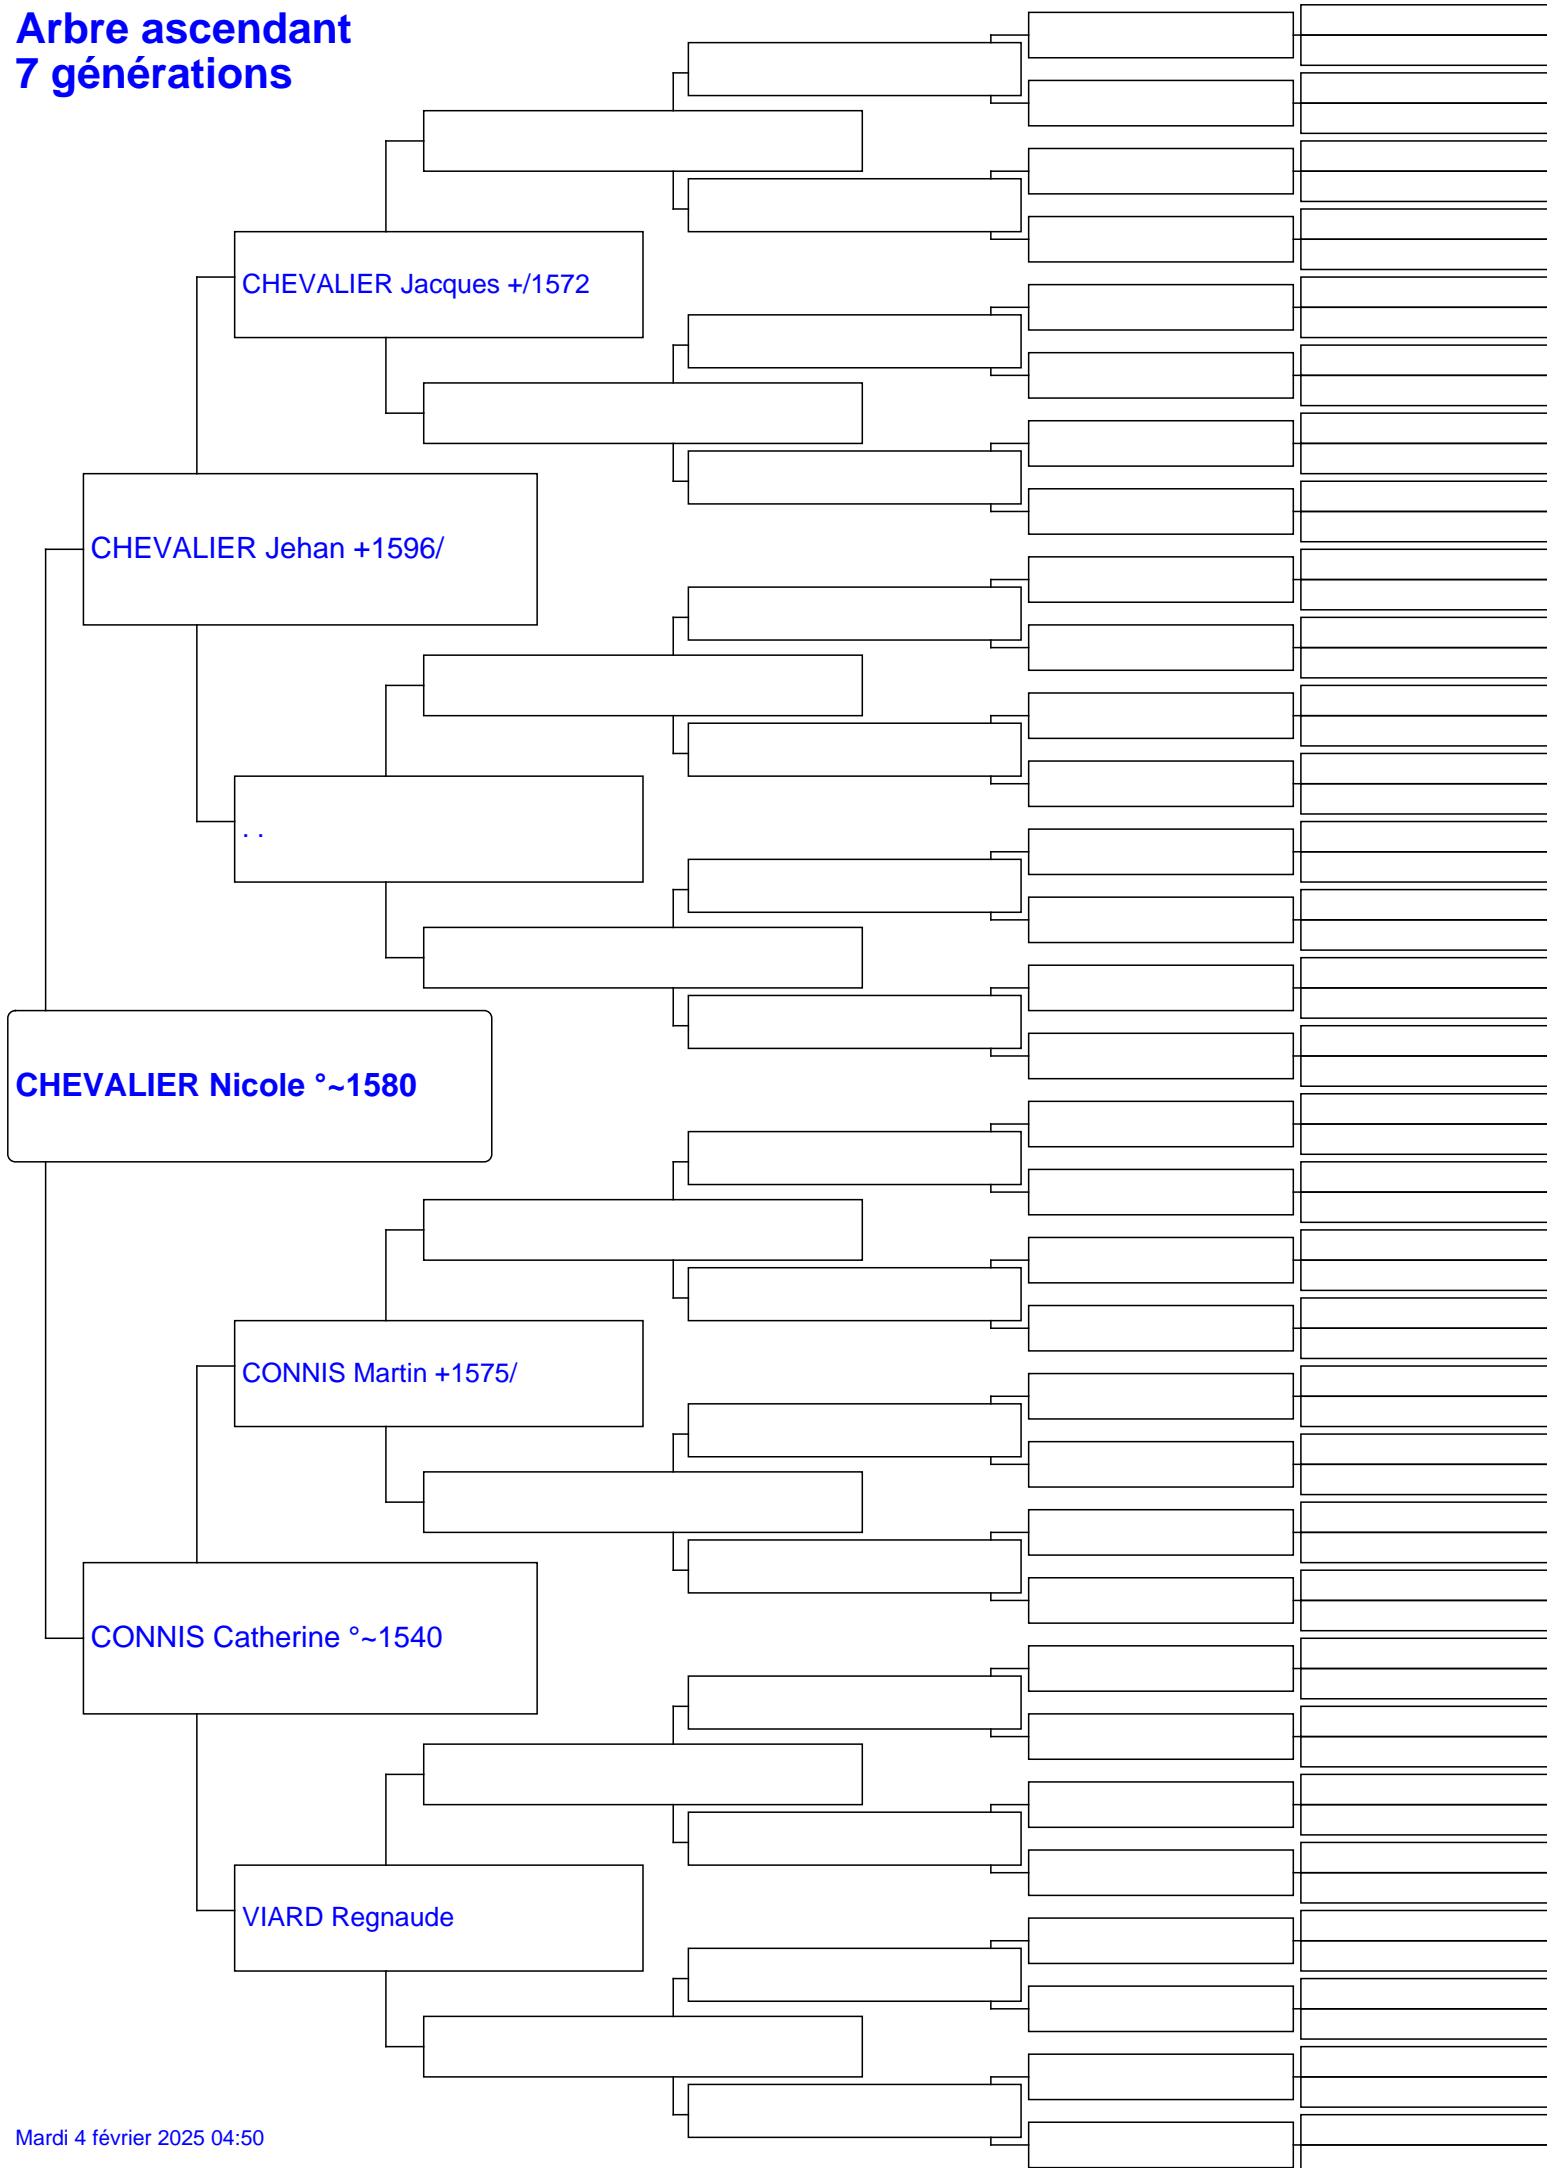 Arbre ascendant
7 générations
CHEVALIER Jacques +/1572
CHEVALIER Jehan +1596/
. .
CHEVALIER Nicole °~1580
CONNIS Martin +1575/
CONNIS Catherine °~1540
VIARD Regnaude
Mardi 4 février 2025 04:50